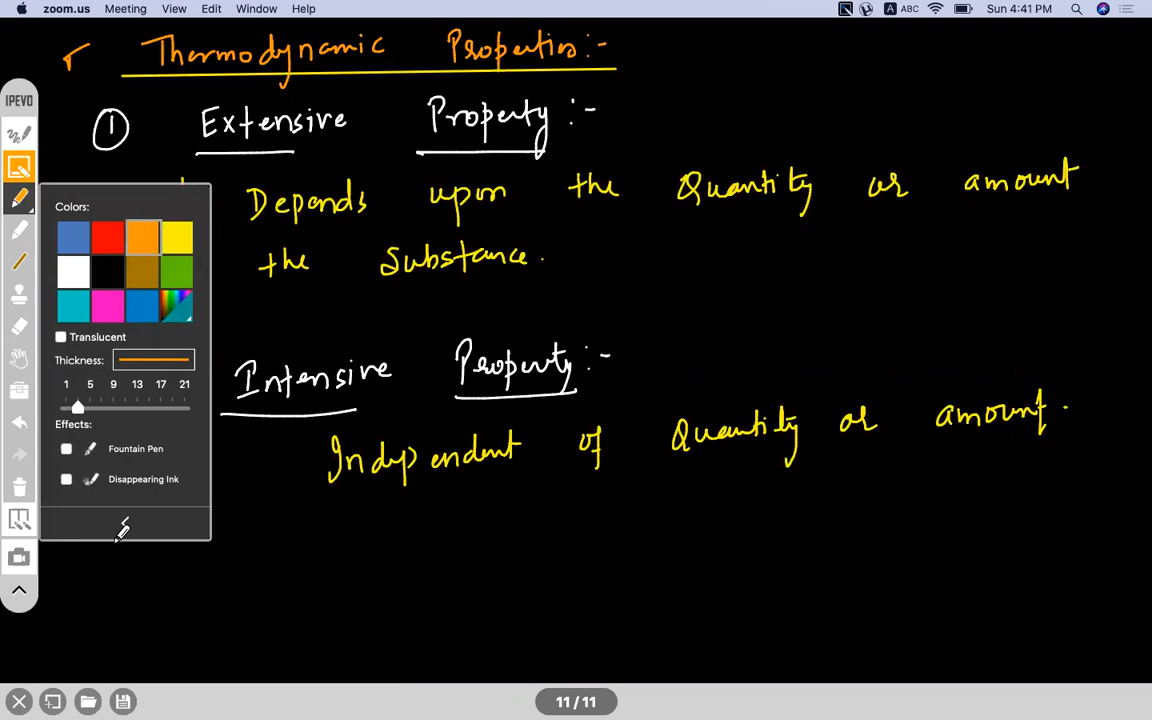 zoom.us Meeting View Edit Window Help A ABC Sun 4:41 PM
Thermodynamic Properties:-
IPEVO
① Extensive Property:-
Depends upon the Quantity or amount
the Substance.
Colors:
Translucent
Thickness:
1 5 9 13 17 21
Effects:
Fountain Pen
Disappearing Ink
Intensive Property:-
Independent of Quantity or amount.
11/11